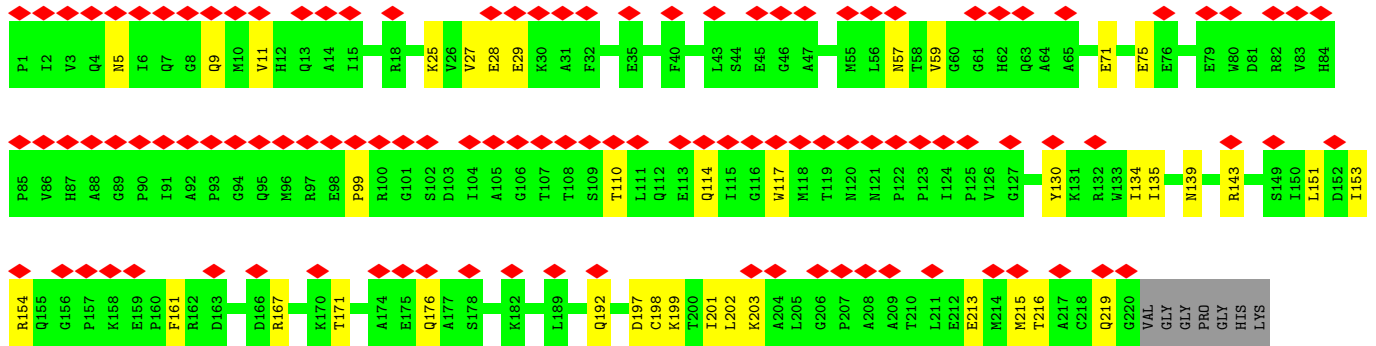 P1 I2 V3 Q4 N5 I6 Q7 G8 Q9 M10 V11 H12 Q13 A14 I15 R18 K25 V26 V27 E28 E29 K30 A31 F32 E35 F40 L43 S44 E45 G46 A47 M55 L56 N57 T58 V59 G60 G61 H62 Q63 A64 A65 E71 E75 E76 E79 W80 D81 R82 V83 H84
P85 V86 H87 A88 G89 P90 I91 A92 P93 G94 Q95 M96 R97 E98 P99 R100 G101 S102 D103 I104 A105 G106 T107 T108 S109 T110 L111 Q112 E113 Q114 I115 G116 W117 M118 T119 N120 N121 P122 P123 I124 P125 V126 G127 Y130 K131 R132 W133 I134 I135 N139 R143 S149 I150 L151 D152 I153
R154 Q155 G156 P157 K158 E159 P160 F161 R162 D163 D166 R167 K170 T171 A174 E175 Q176 A177 S178 K182 L189 Q192 D197 C198 K199 T200 I201 L202 K203 A204 L205 G206 P207 A208 A209 T210 L211 E212 E213 M214 M215 T216 A217 C218 Q219 G220 VAL GLY GLY PRO GLY HIS LYS